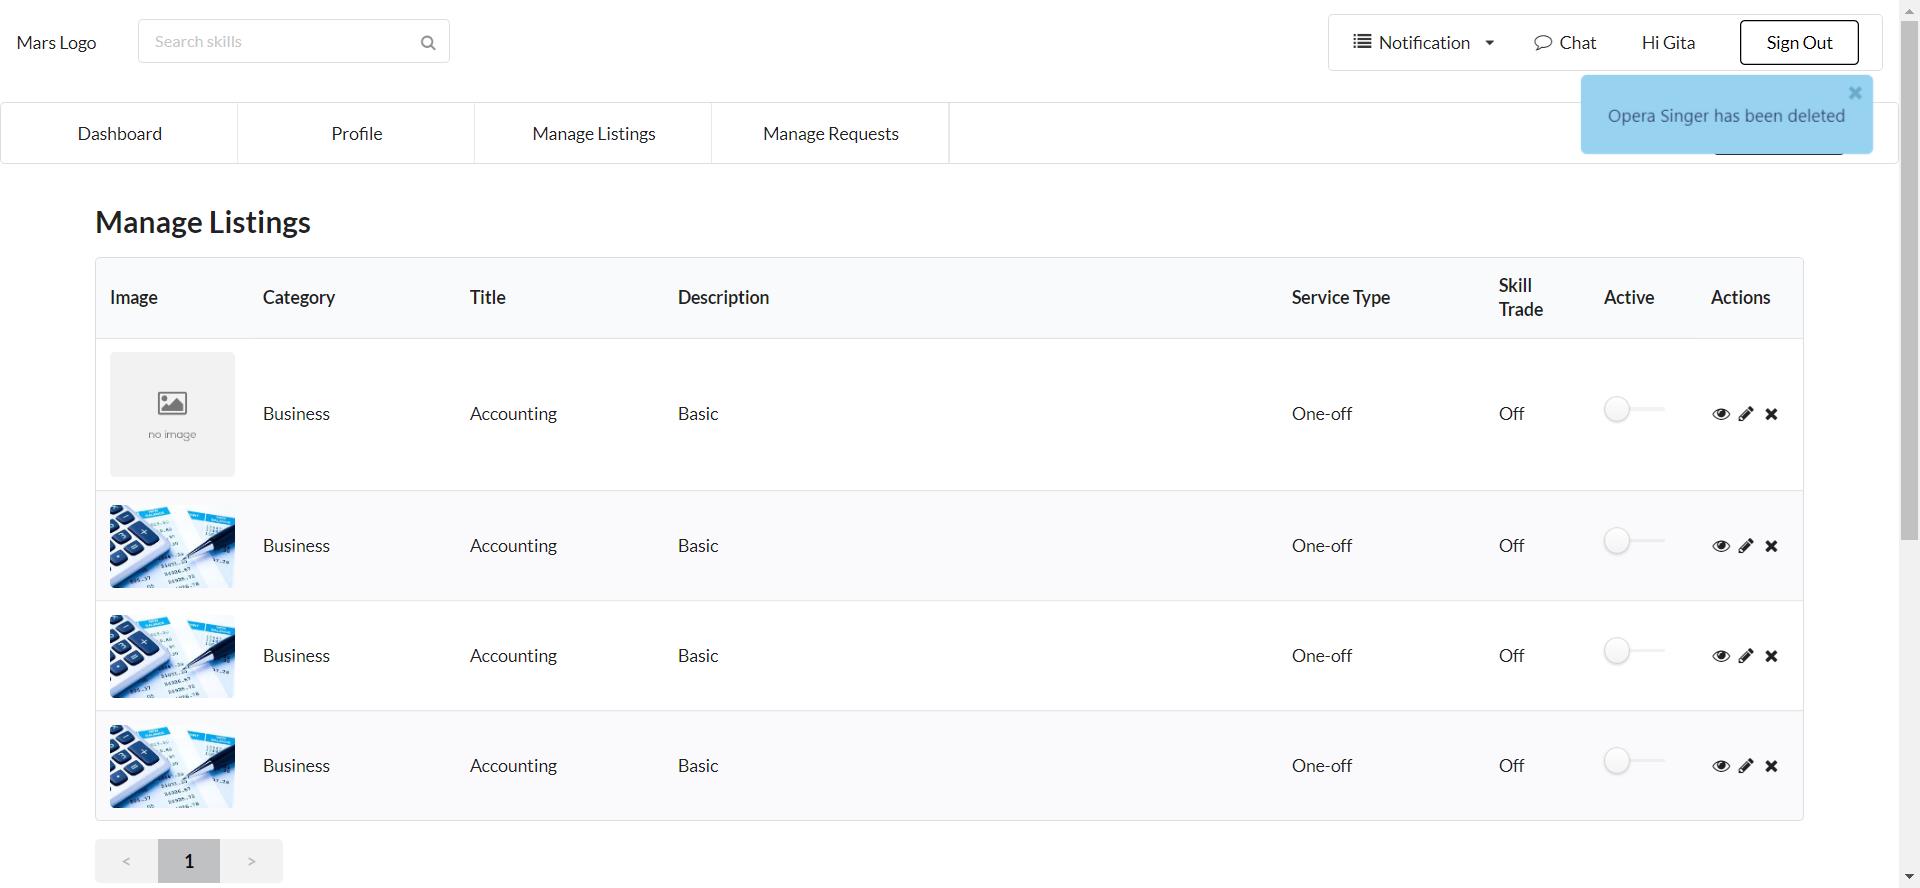 Mars Logo
Search skills
Notification
Chat
Hi Gita
Sign Out
Opera Singer has been deleted
Dashboard
Profile
Manage Listings
Manage Requests
Manage Listings
Image
Category
Title
Description
Service Type
Skill
Trade
Active
Actions
no image
Business
Accounting
Basic
One-off
Off
Business
Accounting
Basic
One-off
Off
Business
Accounting
Basic
One-off
Off
Business
Accounting
Basic
One-off
Off
<
1
>